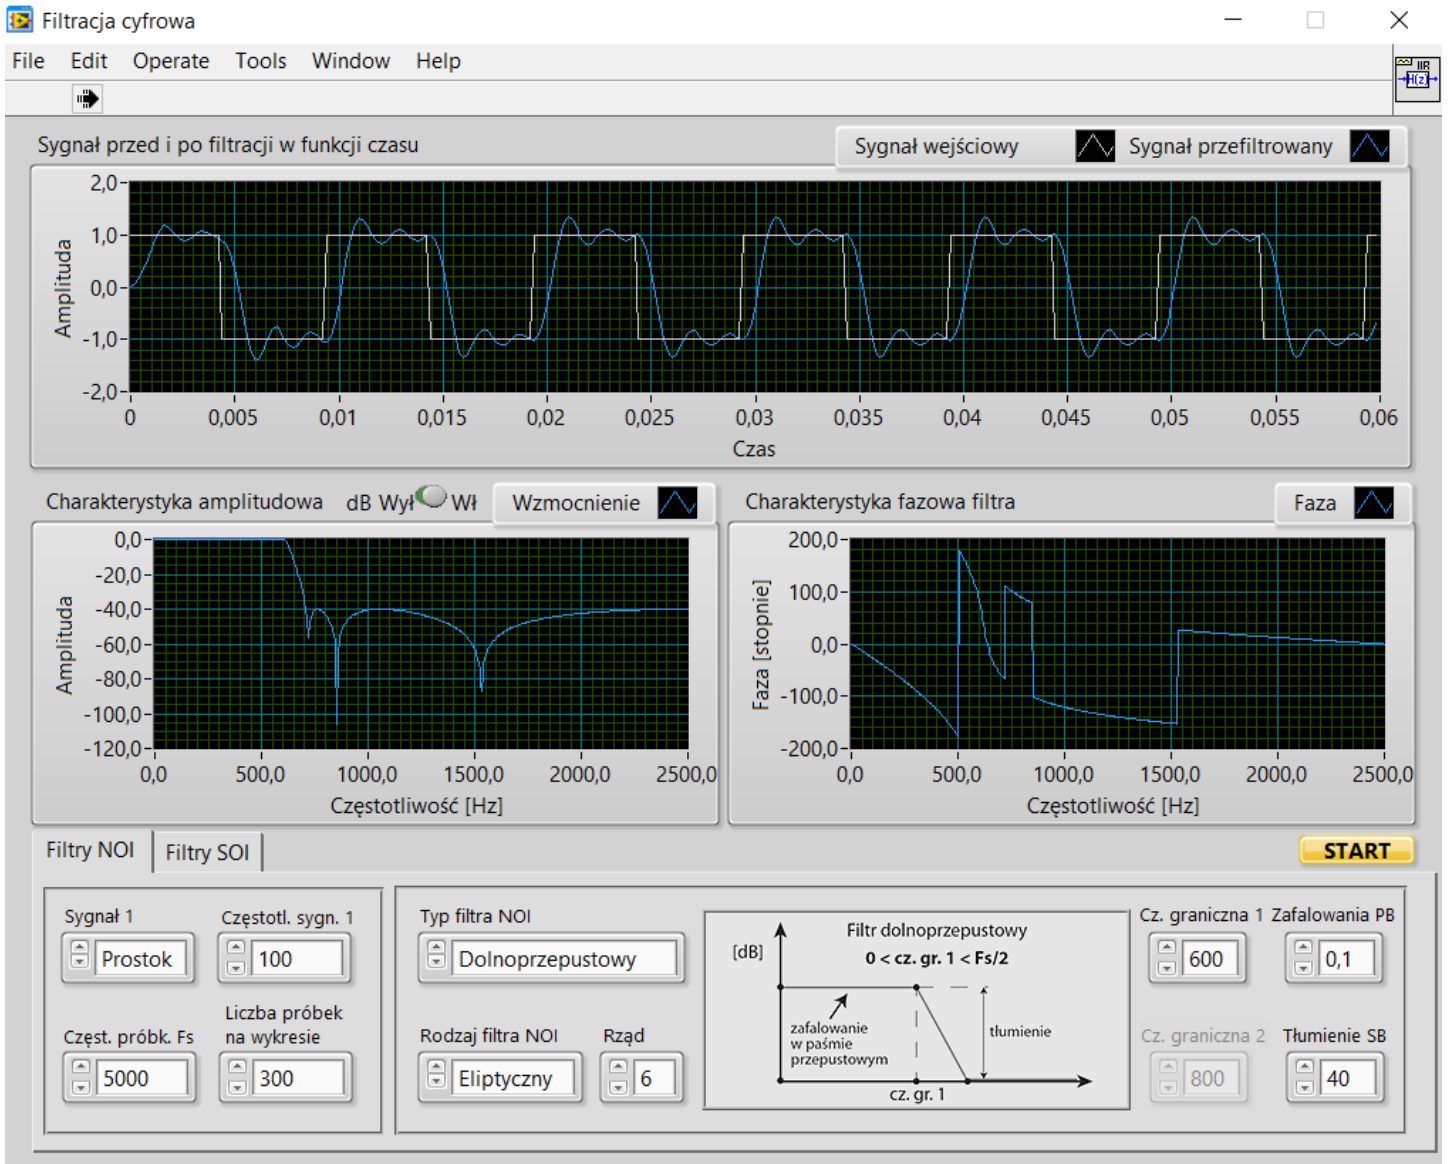 Filtracja cyfrowa
File Edit Operate Tools Window Help
IIR
H(z)
Sygnał przed i po filtracji w funkcji czasu
Sygnał wejściowy
Sygnał przefiltrowany
2,0
1,0
0,0
-1,0
-2,0
Amplituda
0 0,005 0,01 0,015 0,02 0,025 0,03 0,035 0,04 0,045 0,05 0,055 0,06
Czas
Charakterystyka amplitudowa
dB Wył Wł
Wzmocnienie
0,0
-20,0
-40,0
-60,0
-80,0
-100,0
-120,0
Amplituda
0,0 500,0 1000,0 1500,0 2000,0 2500,0
Częstotliwość [Hz]
Charakterystyka fazowa filtra
Faza
200,0
100,0
0,0
-100,0
-200,0
Faza [stopnie]
0,0 500,0 1000,0 1500,0 2000,0 2500,0
Częstotliwość [Hz]
Filtry NOI
Filtry SOI
START
Sygnał 1
Prostok
Częstotl. sygn. 1
100
Częst. próbk. Fs
5000
Liczba próbek
na wykresie
300
Typ filtra NOI
Dolnoprzepustowy
Rodzaj filtra NOI
Eliptyczny
Rząd
6
Filtr dolnoprzepustowy
0 < cz. gr. 1 < Fs/2
[dB]
zafalowanie
w paśmie
przepustowym
tłumienie
cz. gr. 1
Cz. graniczna 1
600
Zafalowania PB
0,1
Cz. graniczna 2
800
Tłumienie SB
40